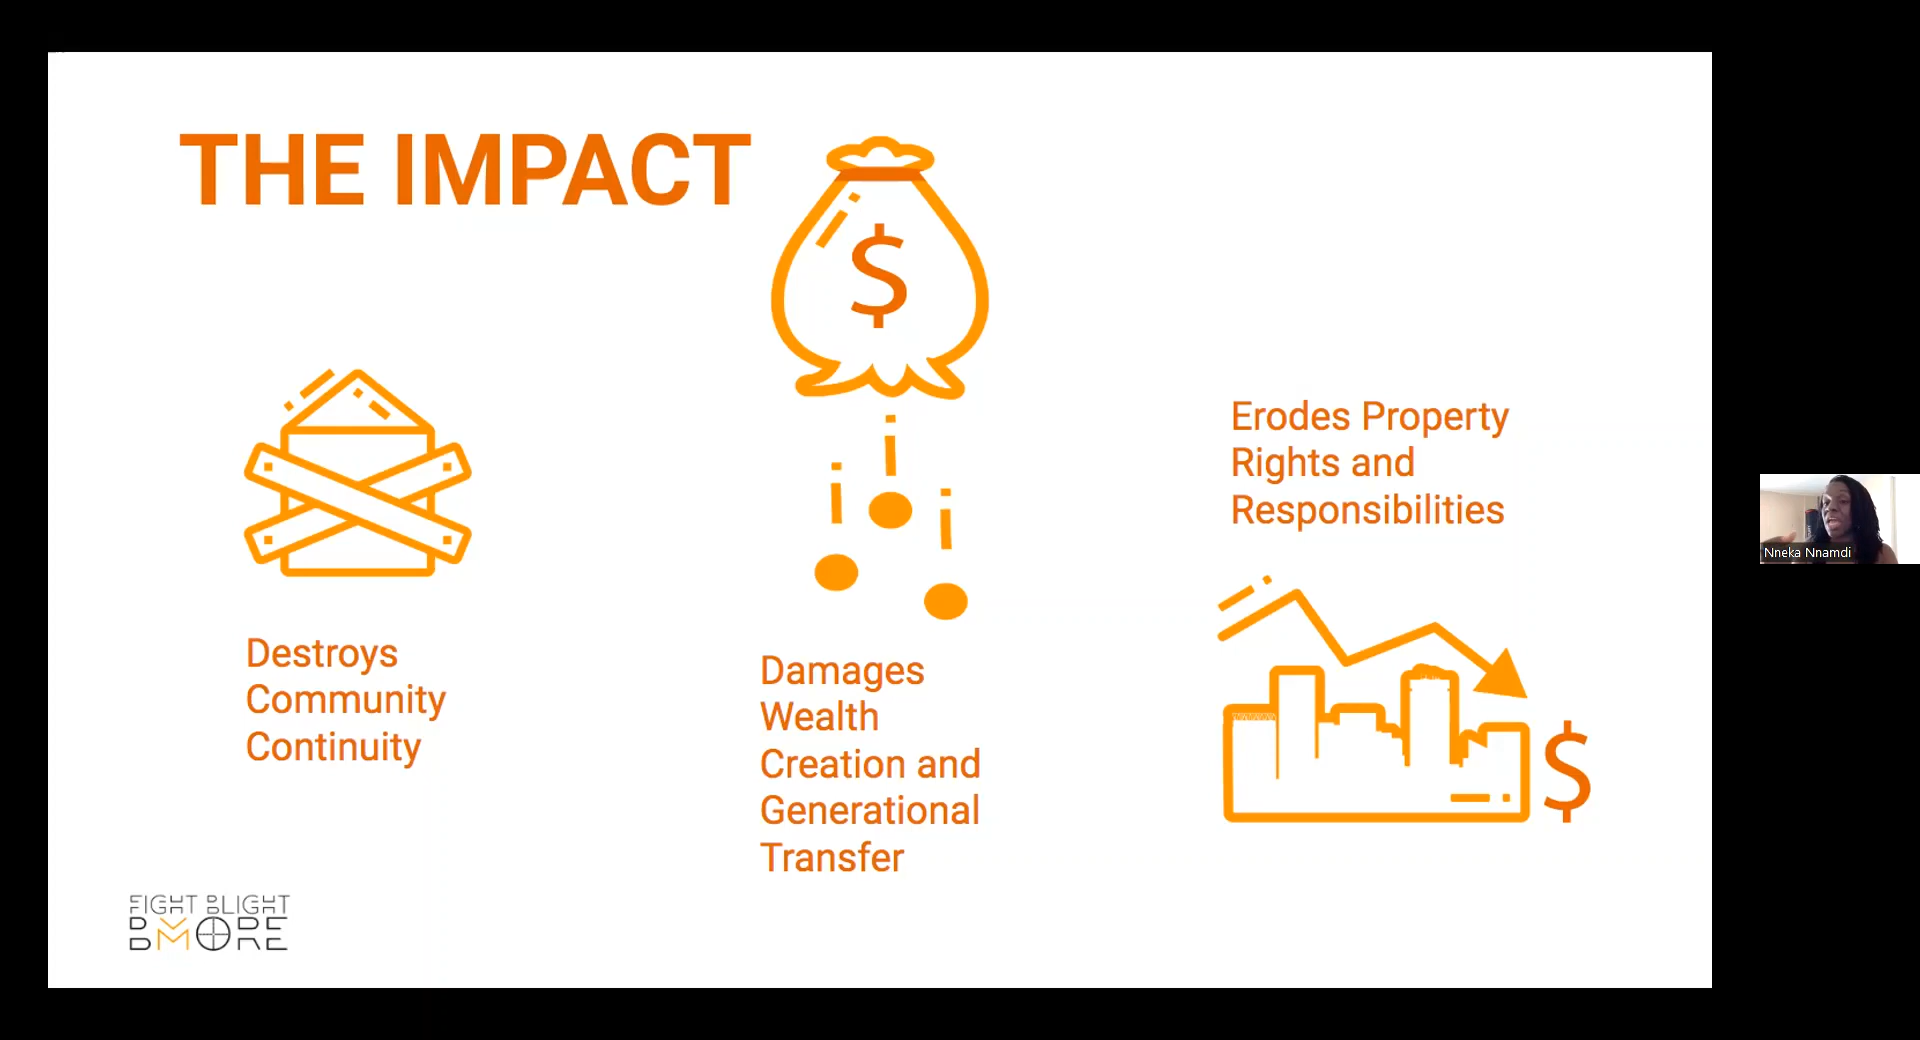 THE IMPACT
$
Destroys
Community
Continuity
Damages
Wealth
Creation and
Generational
Transfer
Erodes Property
Rights and
Responsibilities
$
FIGHT BLIGHT
BMORE
Nneka Nnamdi